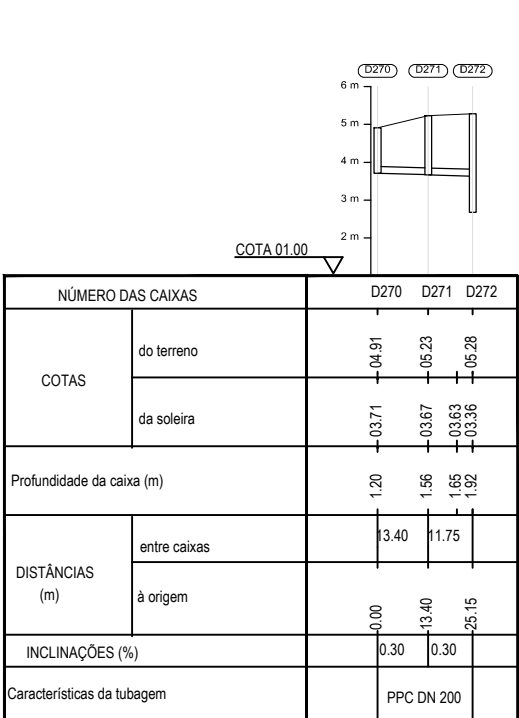 D270 D271 D272
6 m
5 m
4 m
3 m
2 m
COTA 01.00
NÚMERO DAS CAIXAS D270 D271 D272
COTAS
do terreno 04.91 05.23 05.28
da soleira 03.71 03.67 03.63 03.36
Profundidade da caixa (m) 1.20 1.56 1.65 1.92
DISTÂNCIAS
(m)
entre caixas 13.40 11.75
à origem 0.00 13.40 25.15
INCLINAÇÕES (%) 0.30 0.30
Características da tubagem PPC DN 200